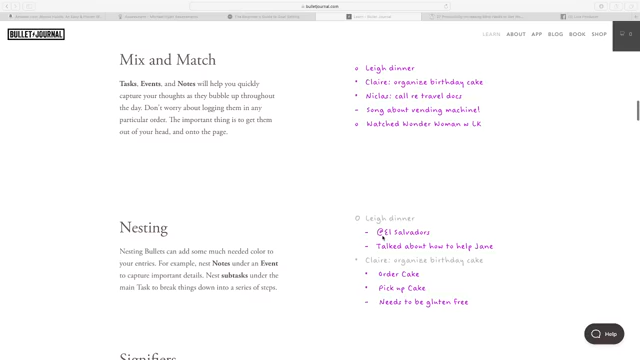 bulletjournal.com
BULLET JOURNAL
LEARN ABOUT APP BLOG BOOK SHOP 0
Mix and Match
Tasks, Events, and Notes will help you quickly
capture your thoughts as they bubble up throughout
the day. Don't worry about logging them in any
particular order. The important thing is to get them
out of your head, and onto the page.
o Leigh dinner
• Claire: organize birthday cake
• Niclas: call re travel docs
– Song about vending machine!
o Watched Wonder Woman w LK
Nesting
Nesting Bullets can add some much needed color to
your entries. For example, nest Notes under an Event
to capture important details. Nest subtasks under the
main Task to break things down into a series of steps.
O Leigh dinner
– @El Salvadors
– Talked about how to help Jane
• Claire: organize birthday cake
• Order Cake
• Pick up Cake
– Needs to be gluten free
Signifiers
Help